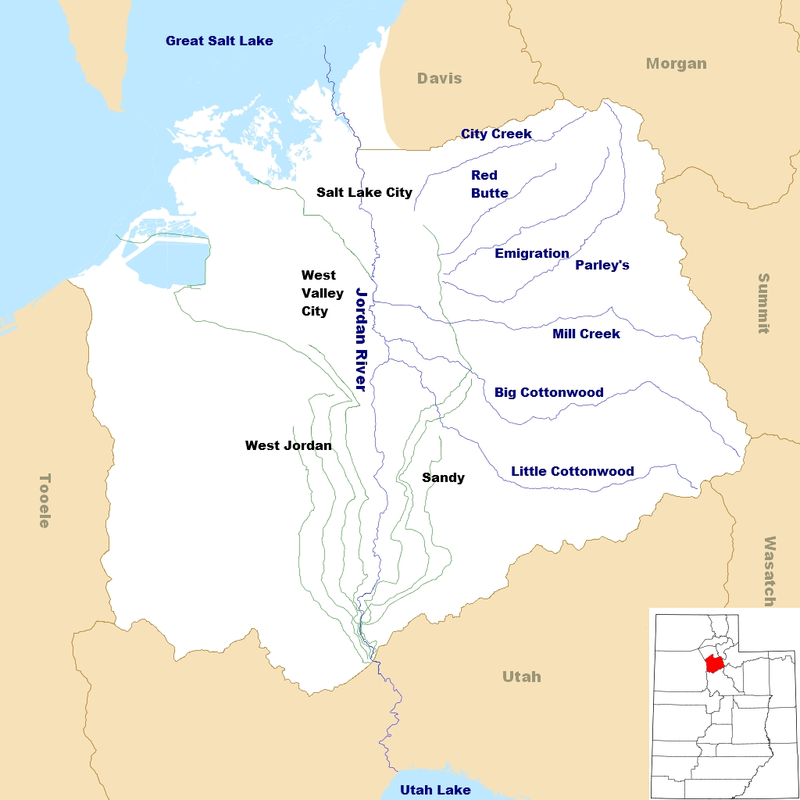 Great Salt Lake
Davis
Morgan
City Creek
Red
Butte
Salt Lake City
Emigration
Parley's
West
Valley
City
Jordan River
Summit
Mill Creek
Big Cottonwood
West Jordan
Little Cottonwood
Sandy
Tooele
Wasatch
Utah
Utah Lake